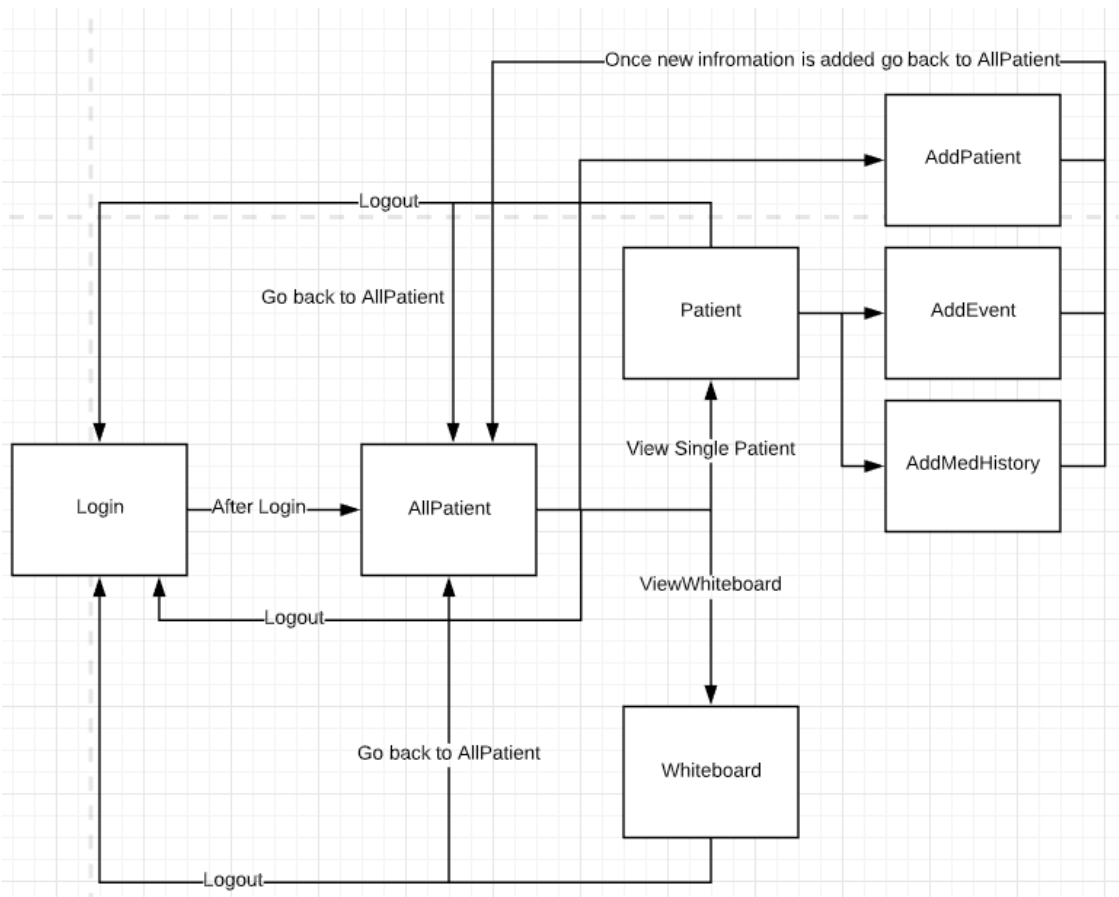 Once new infromation is added go back to AllPatient
AddPatient
Logout
Go back to AllPatient
Patient
AddEvent
View Single Patient
AddMedHistory
Login
After Login
AllPatient
ViewWhiteboard
Logout
Go back to AllPatient
Whiteboard
Logout